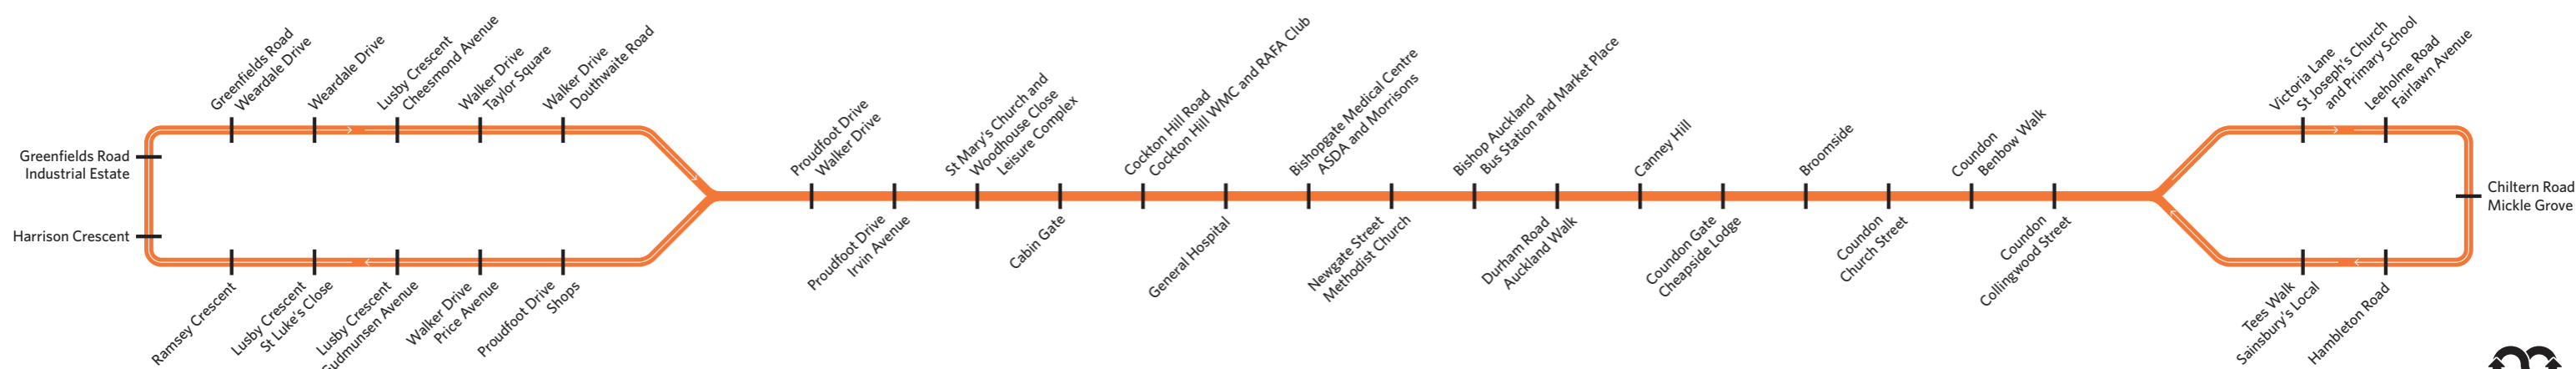 Greenfields Road
Weardale Drive
Weardale Drive
Lusby Crescent
Cheesmond Avenue
Walker Drive
Taylor Square
Walker Drive
Douthwaite Road
Greenfields Road
Industrial Estate
Harrison Crescent
Ramsey Crescent
Lusby Crescent
St Luke's Close
Lusby Crescent
Avenue
Walker Drive
Price Avenue
Proudfoot Drive
Shops
Proudfoot Drive
Walker Drive
Proudfoot Drive
Irvin Avenue
St Mary's Church and
Woodhouse Close
Leisure Complex
Cabin Gate
Cockton Hill Road
Cockton Hill WMC and RAFA Club
General Hospital
Bishopgate Medical Centre
ASDA and Morrisons
Newgate Street
Methodist Church
Bishop Auckland
Bus Station and Market Place
Durham Road
Auckland Walk
Canney Hill
Coundon Gate
Cheapside Lodge
Broomside
Coundon
Church Street
Coundon
Benbow Walk
Coundon
Collingwood Street
Victoria Lane
St Joseph's Church
and Primary School
Leeholme Road
Fairlawn Avenue
Chiltern Road
Mickle Grove
Tees Walk
Sainsbury's Local
Hambleton Road